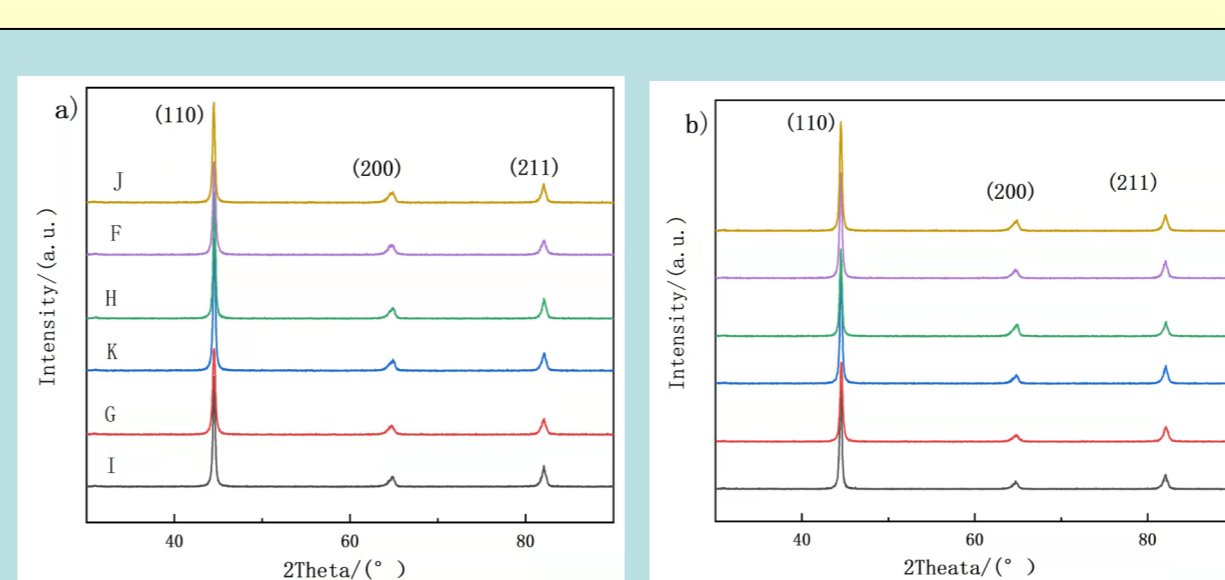 a)
(110)
(200)
(211)
J
F
H
K
G
I
Intensity/(a.u.)
40
60
80
2Theta/(° )
b)
(110)
(200)
(211)
Intensity/(a.u.)
40
60
80
2Theata/(° )